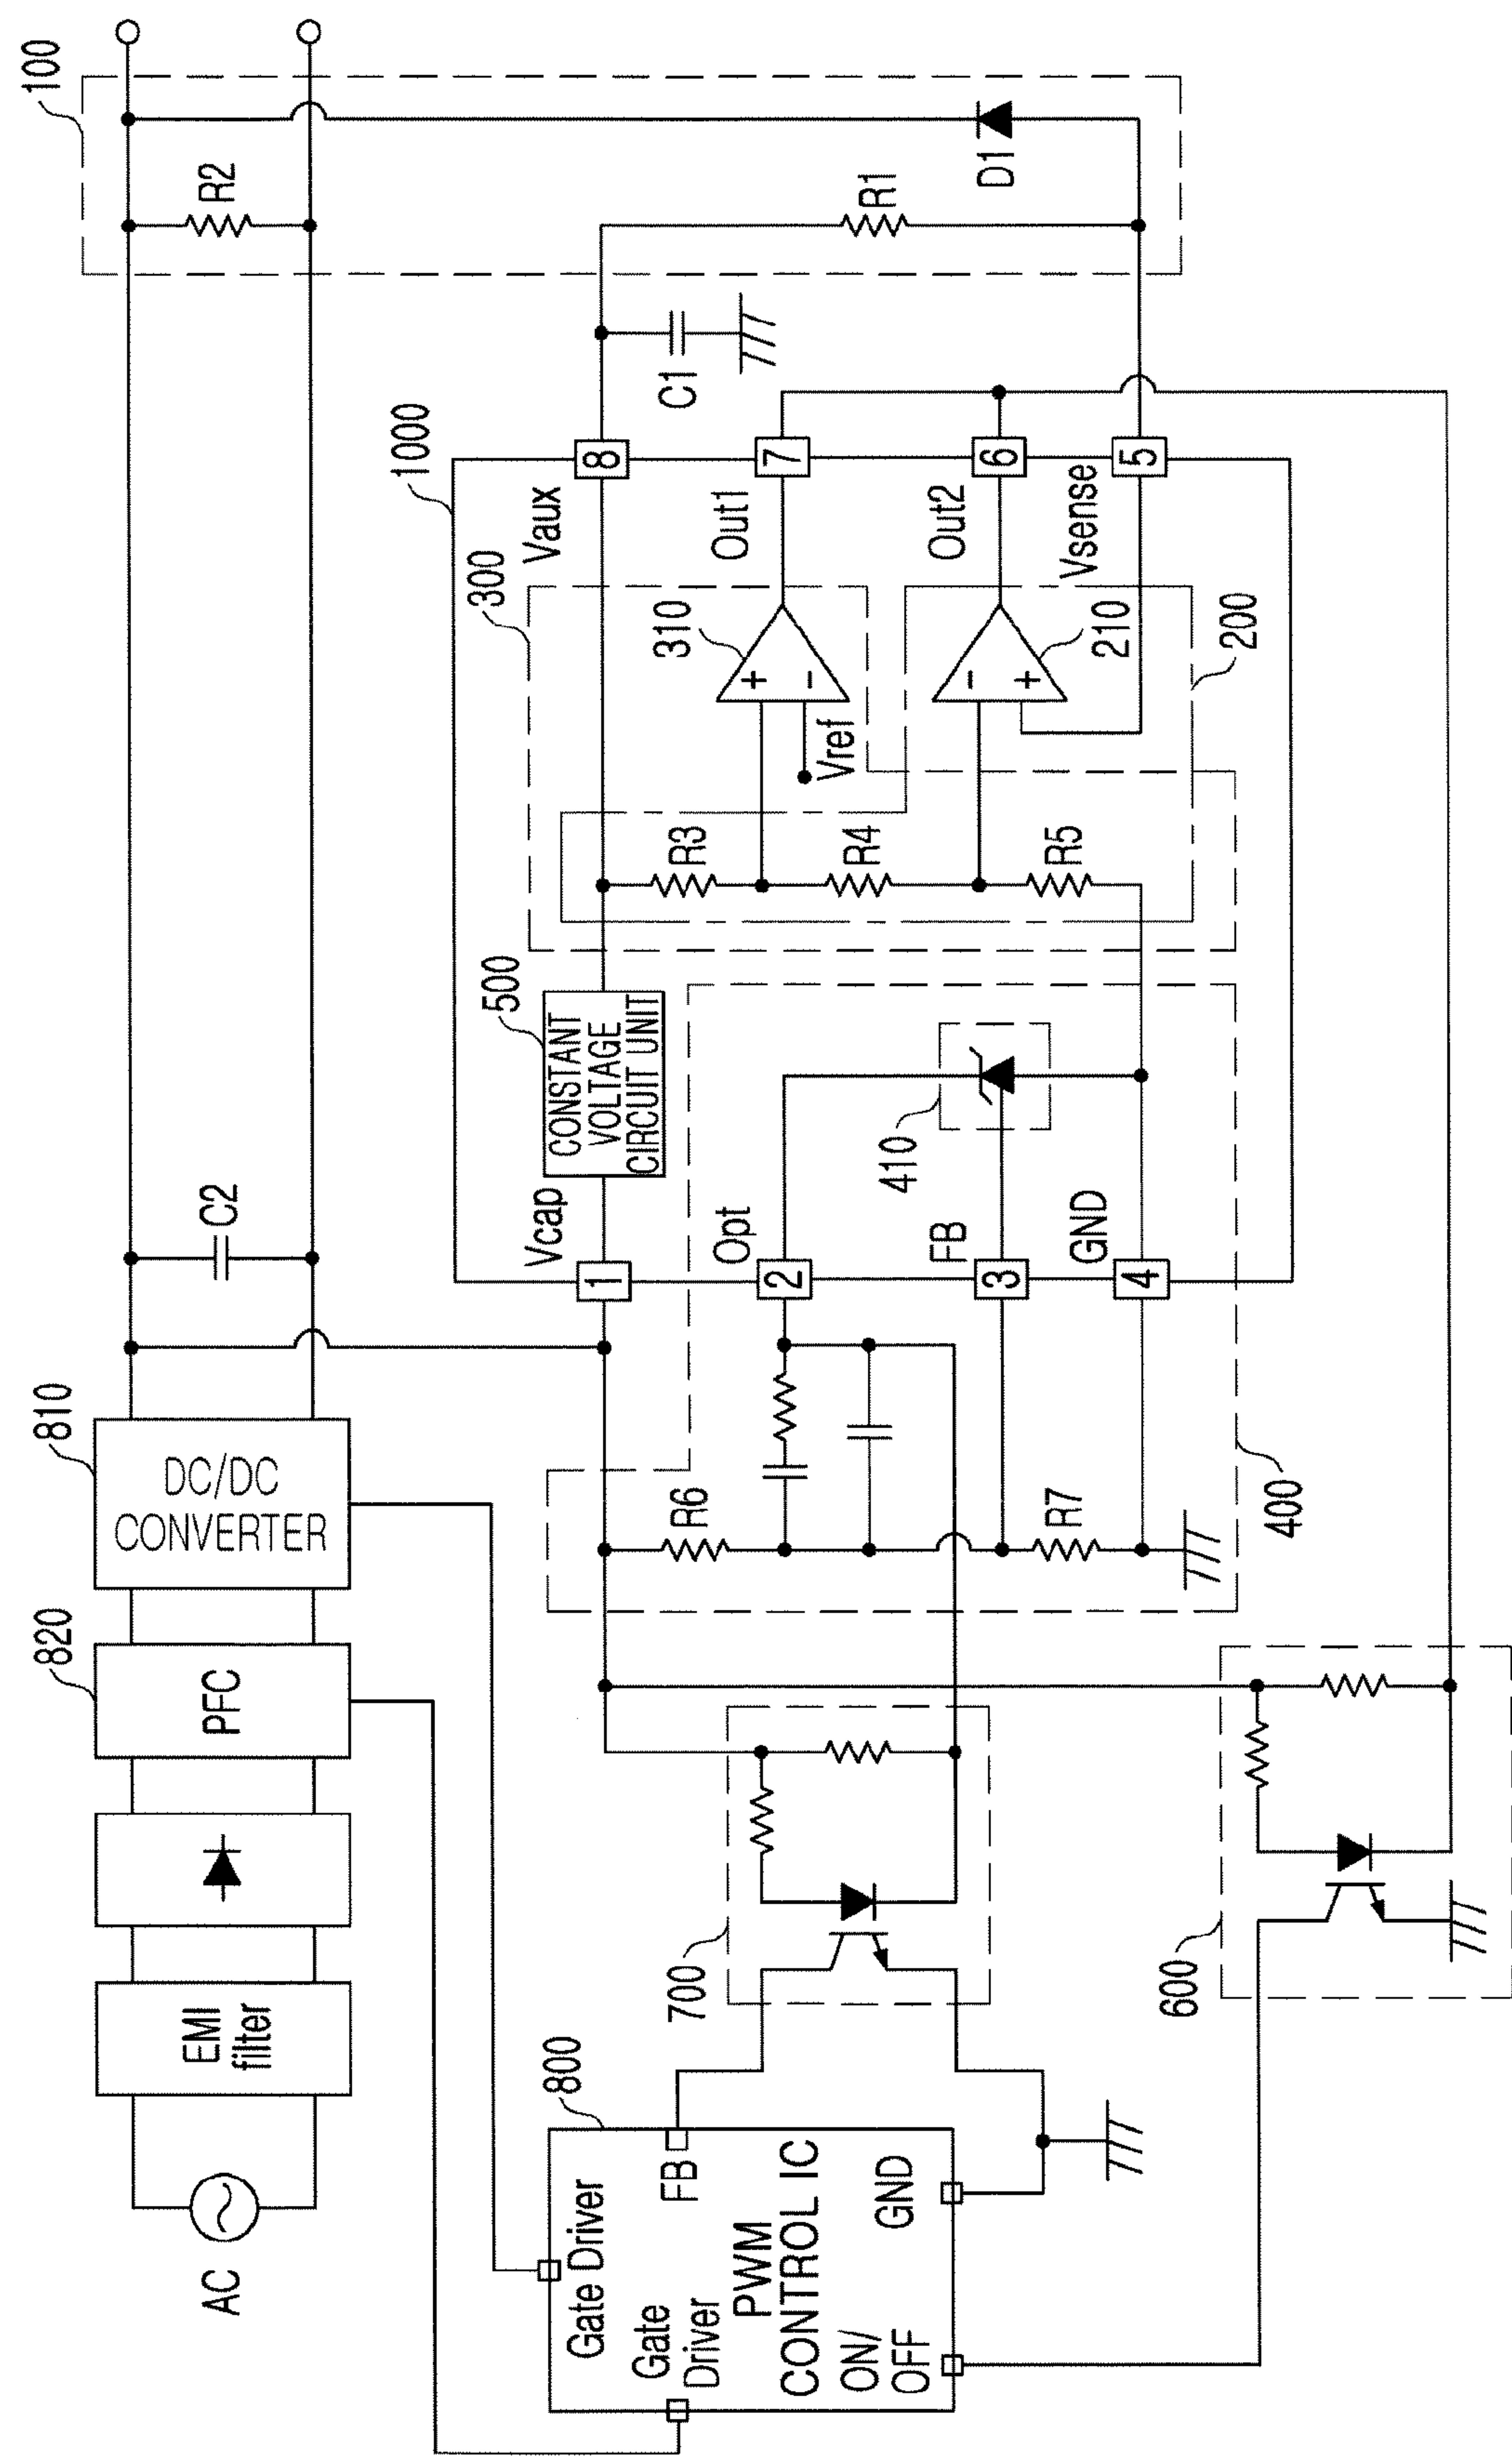 AC
EMI
filter
PFC
820
DC/DC
CONVERTER
810
C2
R2
100
800
Gate Driver
Gate
Driver
FB
PWM
CONTROL IC
ON/
OFF
GND
700
600
R6
R7
400
1
Vcap
2
Opt
3
FB
4
GND
410
500
CONSTANT
VOLTAGE
CIRCUIT UNIT
R3
R4
R5
Vref
300
310
+
-
-
+
210
200
1000
Vaux
8
Out1
7
Out2
6
Vsense
5
C1
R1
D1